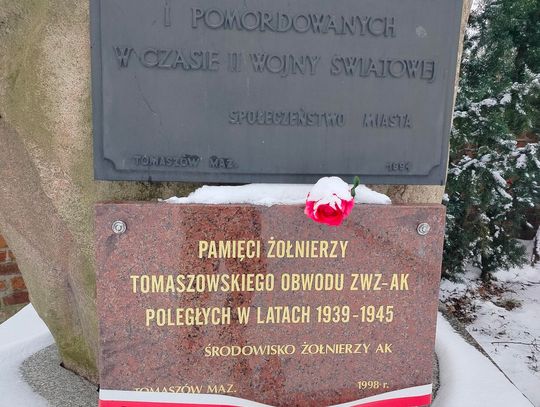 I POMORDOWANYCH
W CZASIE II WOJNY ŚWIATOWEJ
SPOŁECZEŃSTWO MIASTA
TOMASZÓW MAZ. 1994
PAMIĘCI ŻOŁNIERZY
TOMASZOWSKIEGO OBWODU ZWZ-AK
POLEGŁYCH W LATACH 1939-1945
ŚRODOWISKO ŻOŁNIERZY AK
TOMASZÓW MAZ. 1998 r.